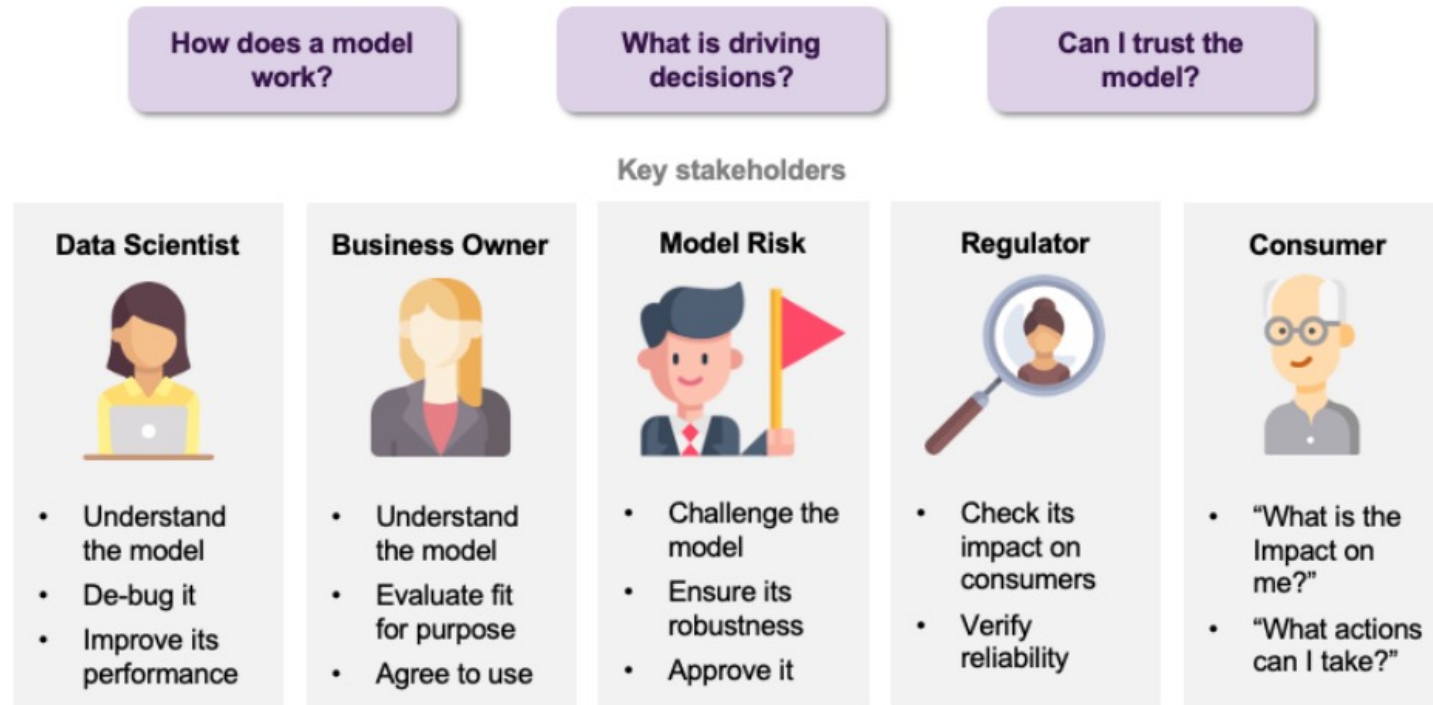 How does a model
work?
What is driving
decisions?
Can I trust the
model?
Key stakeholders
Data Scientist
• Understand
the model
• De-bug it
• Improve its
performance
Business Owner
• Understand
the model
• Evaluate fit
for purpose
• Agree to use
Model Risk
• Challenge the
model
• Ensure its
robustness
• Approve it
Regulator
• Check its
impact on
consumers
• Verify
reliability
Consumer
• “What is the
Impact on
me?”
• “What actions
can I take?”